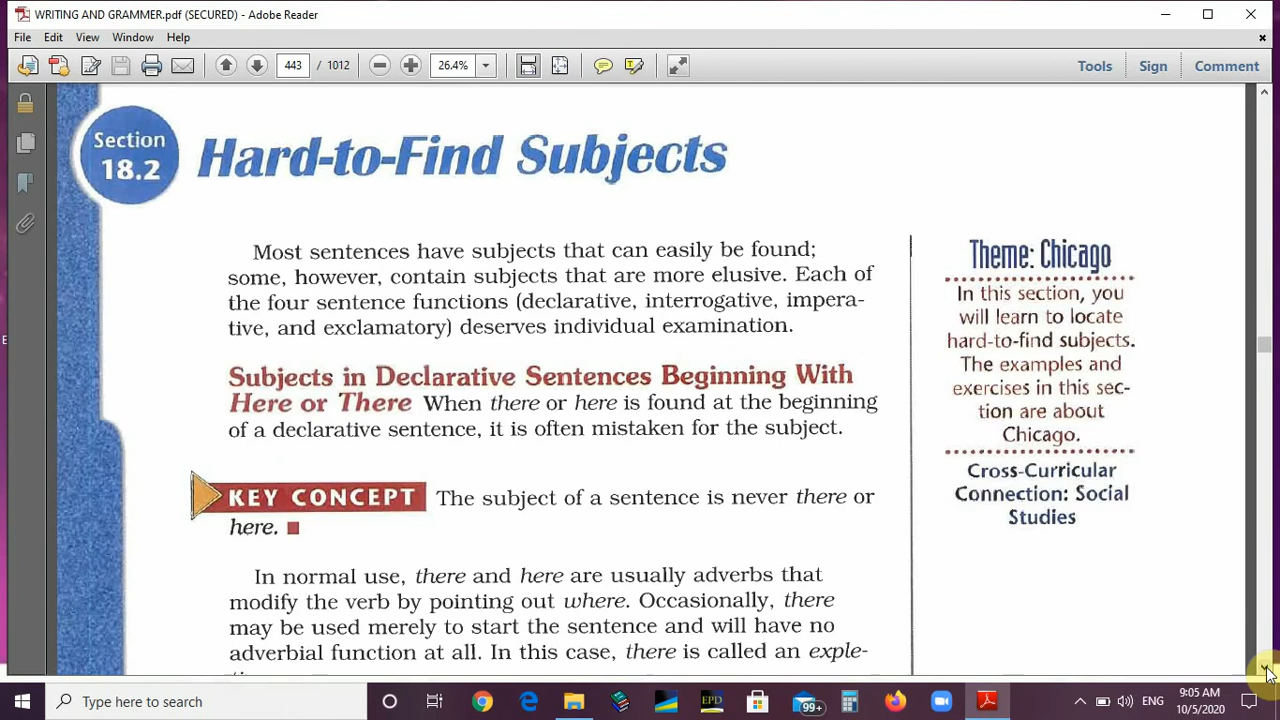 WRITING AND GRAMMER.pdf (SECURED) - Adobe Reader
File Edit View Window Help
443 / 1012 26.4% Tools Sign Comment
Section
18.2
Hard-to-Find Subjects
Most sentences have subjects that can easily be found;
some, however, contain subjects that are more elusive. Each of
the four sentence functions (declarative, interrogative, impera-
tive, and exclamatory) deserves individual examination.
Subjects in Declarative Sentences Beginning With
Here or There When there or here is found at the beginning
of a declarative sentence, it is often mistaken for the subject.
KEY CONCEPT The subject of a sentence is never there or
here.
In normal use, there and here are usually adverbs that
modify the verb by pointing out where. Occasionally, there
may be used merely to start the sentence and will have no
adverbial function at all. In this case, there is called an exple-
Theme: Chicago
In this section, you
will learn to locate
hard-to-find subjects.
The examples and
exercises in this sec-
tion are about
Chicago.
Cross-Curricular
Connection: Social
Studies
Type here to search
EPD
99+
ENG
9:05 AM
10/5/2020